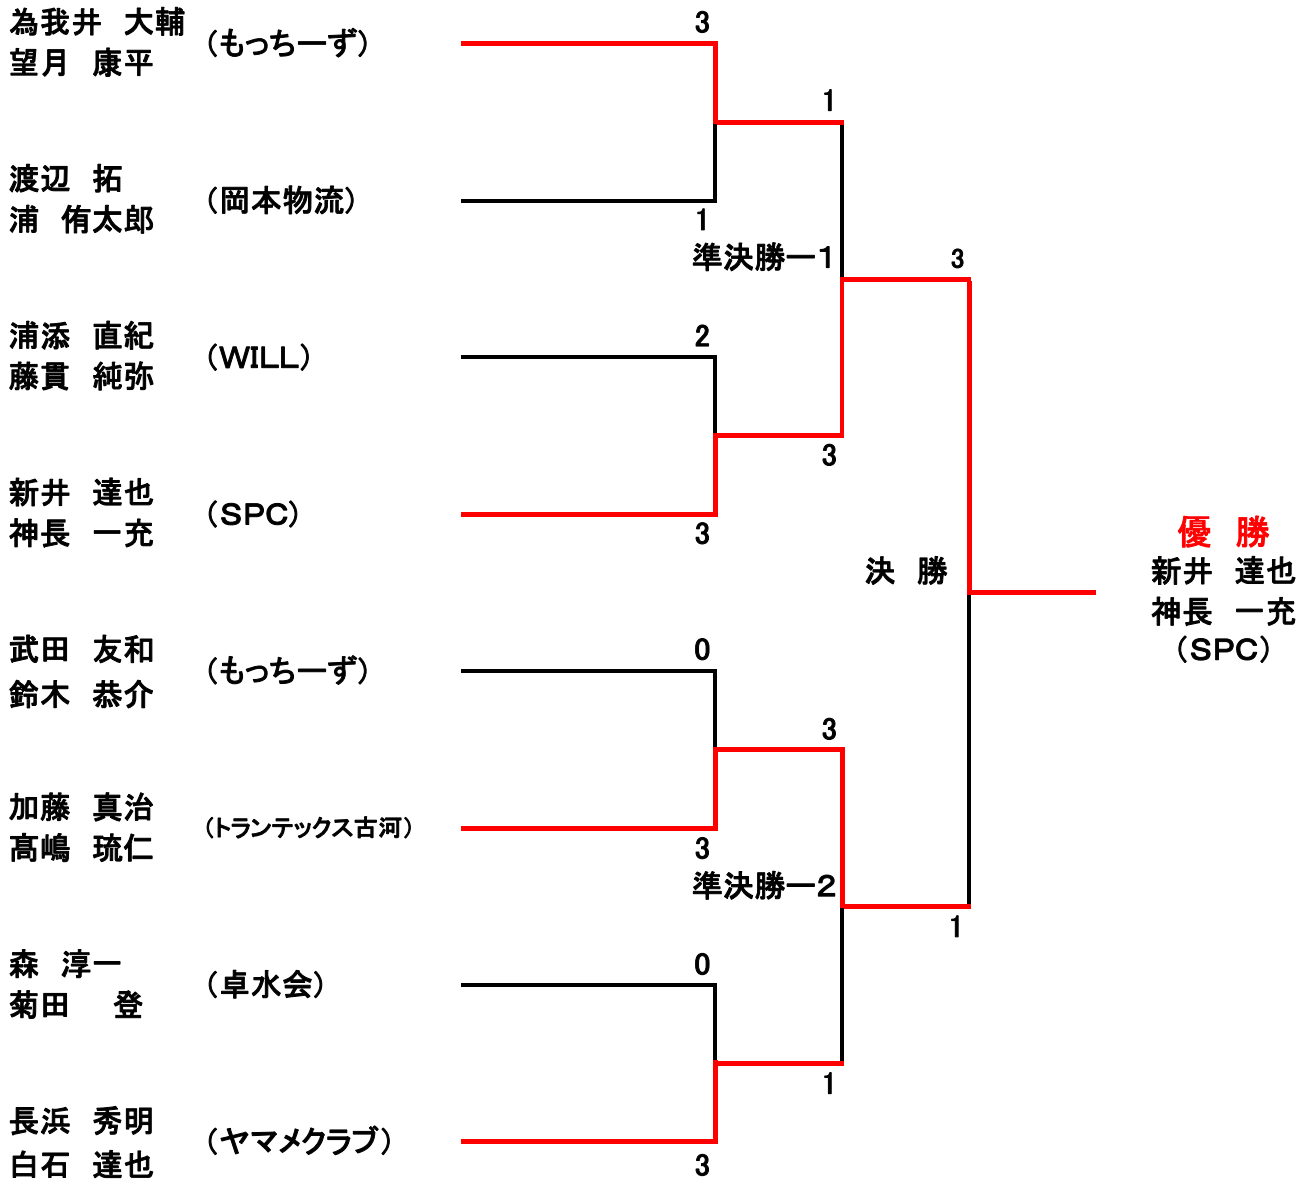 為我井 大輔
望月 康平
(もっちーず)
3
1
渡辺 拓
浦 侑太郎
(岡本物流)
1
準決勝ー1
3
浦添 直紀
藤貫 純弥
(WILL)
2
3
新井 達也
神長 一充
(SPC)
3
決 勝
優 勝
新井 達也
神長 一充
(SPC)
武田 友和
鈴木 恭介
(もっちーず)
0
3
加藤 真治
髙嶋 琉仁
(トランテックス古河)
3
準決勝ー2
1
森 淳一
菊田 登
(卓水会)
0
1
長浜 秀明
白石 達也
(ヤマメクラブ)
3